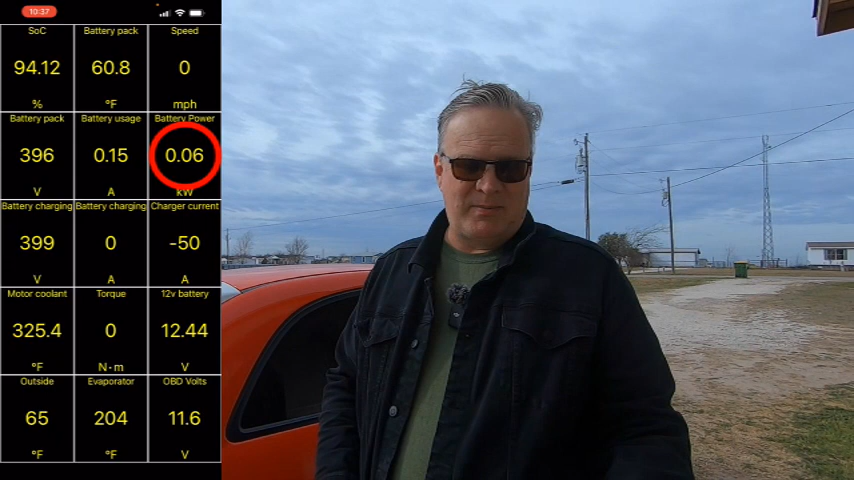 10:37
SoC Battery pack Speed
94.12 60.8 0
% °F mph
Battery pack Battery usage Battery Power
396 0.15 0.06
V A kW
Battery charging Battery charging Charger current
399 0 -50
V A A
Motor coolant Torque 12v battery
325.4 0 12.44
°F N·m V
Outside Evaporator OBD Volts
65 204 11.6
°F °F V